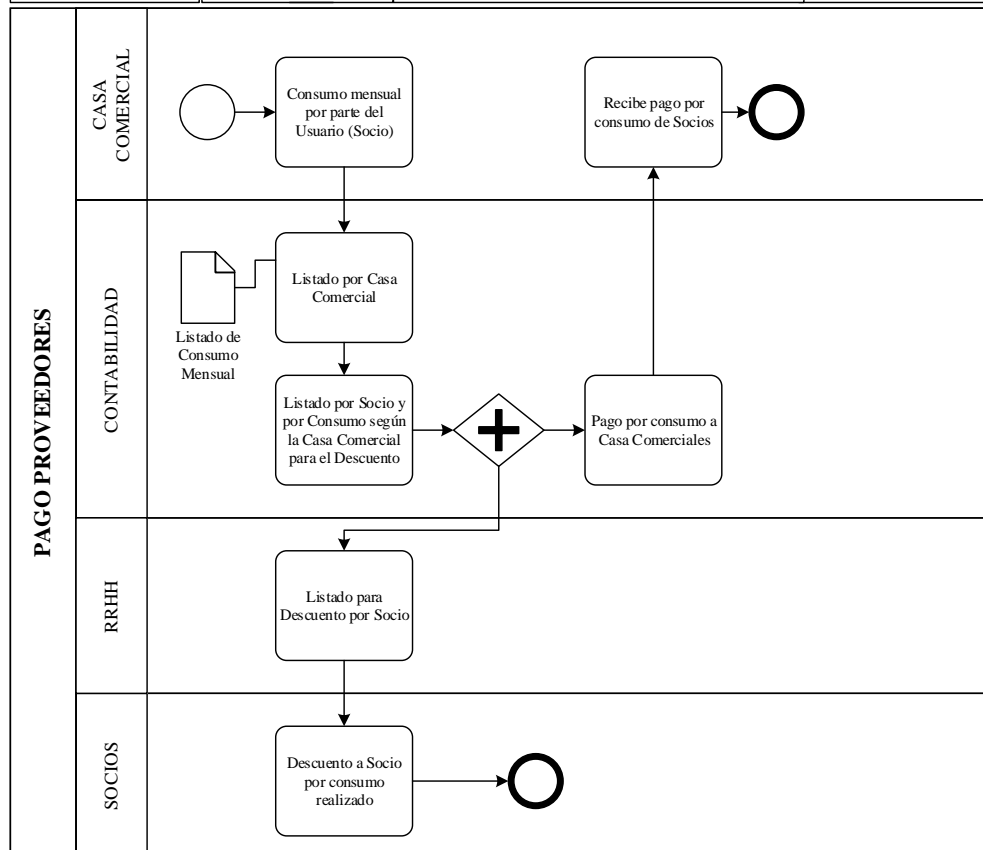 PAGO PROVEEDORES
CASA
COMERCIAL
Consumo mensual
por parte del
Usuario (Socio)
Recibe pago por
consumo de Socios
CONTABILIDAD
Listado por Casa
Comercial
Listado de
Consumo
Mensual
Listado por Socio y
por Consumo según
la Casa Comercial
para el Descuento
Pago por consumo a
Casa Comerciales
RRHH
Listado para
Descuento por Socio
SOCIOS
Descuento a Socio
por consumo
realizado